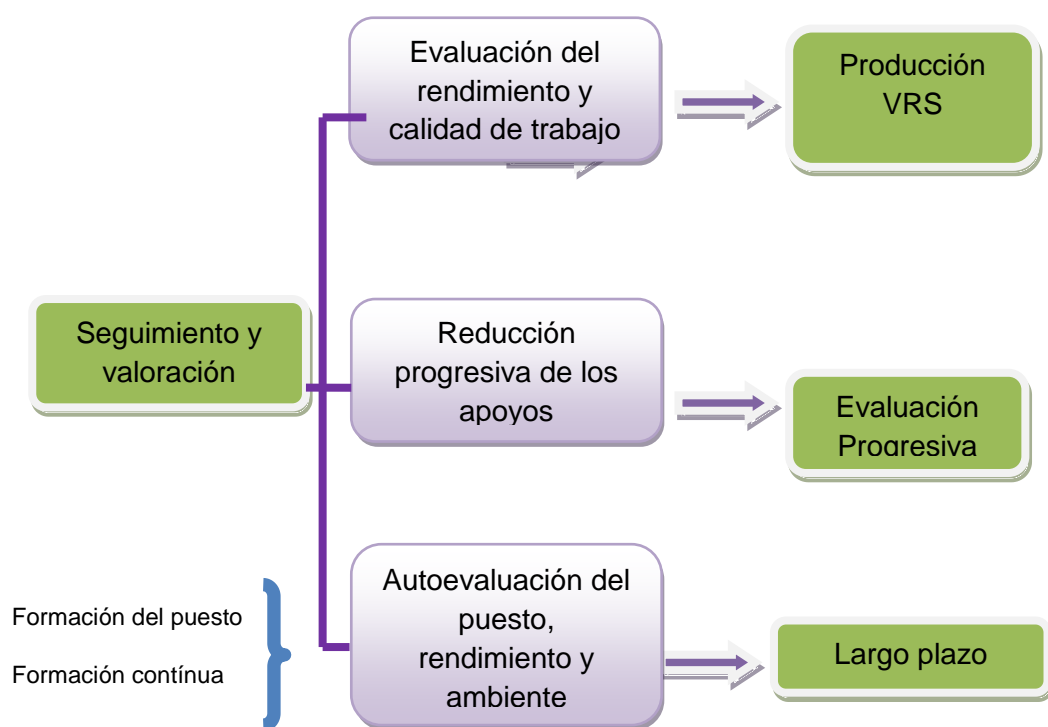 Evaluación del
rendimiento y
calidad de trabajo
Producción
VRS
Seguimiento y
valoración
Reducción
progresiva de los
apoyos
Evaluación
Progresiva
Formación del puesto
Formación contínua
Autoevaluación del
puesto,
rendimiento y
ambiente
Largo plazo